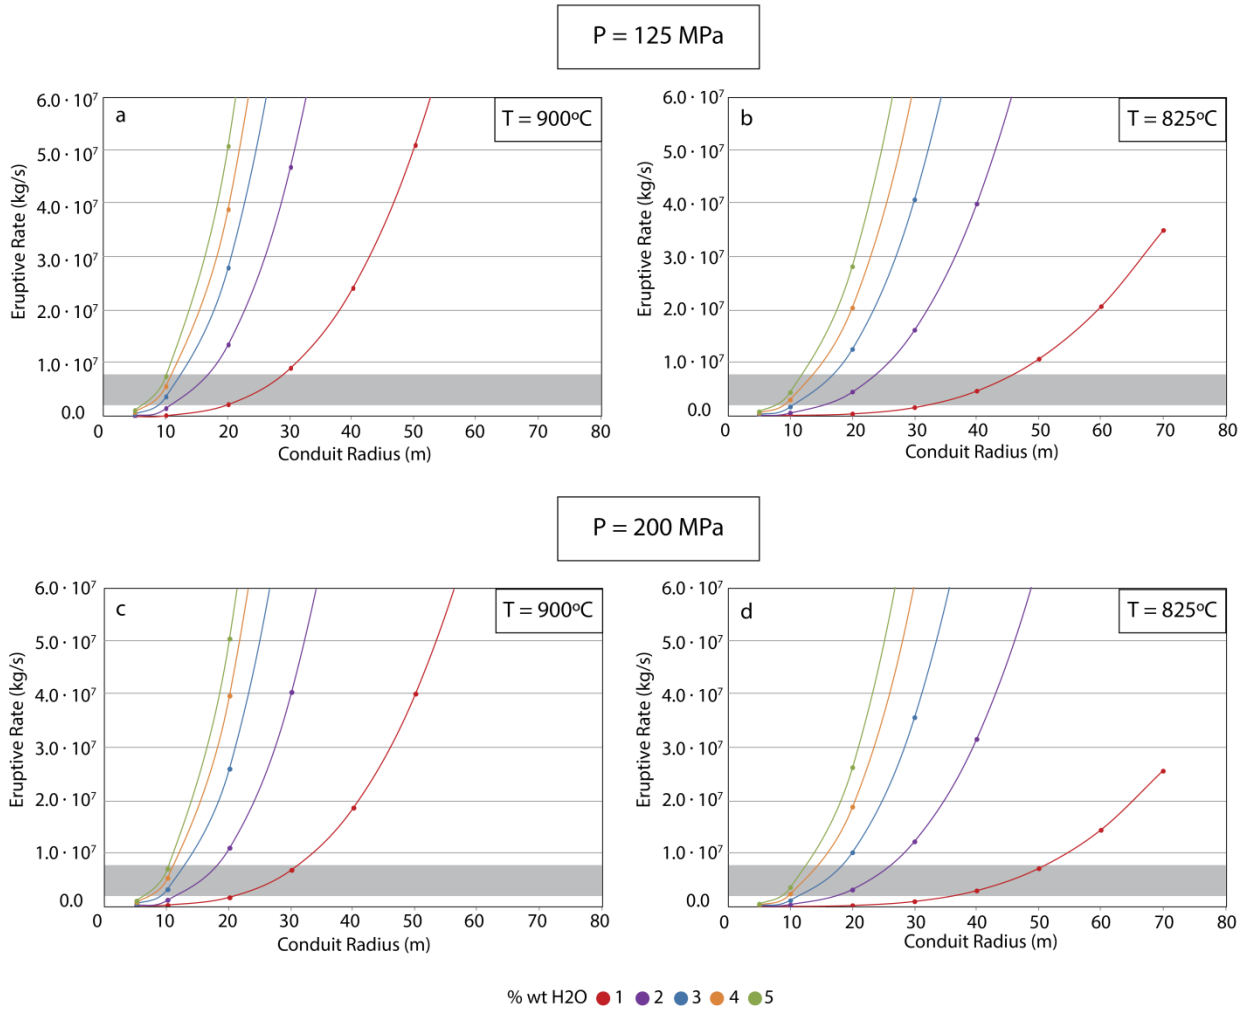 P = 125 MPa
a
T = 900ºC
Eruptive Rate (kg/s)
6.0 · 10⁷
5.0 · 10⁷
4.0 · 10⁷
3.0 · 10⁷
2.0 · 10⁷
1.0 · 10⁷
0.0
0 10 20 30 40 50 60 70 80
Conduit Radius (m)
b
T = 825ºC
Eruptive Rate (kg/s)
6.0 · 10⁷
5.0 · 10⁷
4.0 · 10⁷
3.0 · 10⁷
2.0 · 10⁷
1.0 · 10⁷
0.0
0 10 20 30 40 50 60 70 80
Conduit Radius (m)
P = 200 MPa
c
T = 900ºC
Eruptive Rate (kg/s)
6.0 · 10⁷
5.0 · 10⁷
4.0 · 10⁷
3.0 · 10⁷
2.0 · 10⁷
1.0 · 10⁷
0.0
0 10 20 30 40 50 60 70 80
Conduit Radius (m)
d
T = 825ºC
Eruptive Rate (kg/s)
6.0 · 10⁷
5.0 · 10⁷
4.0 · 10⁷
3.0 · 10⁷
2.0 · 10⁷
1.0 · 10⁷
0.0
0 10 20 30 40 50 60 70 80
Conduit Radius (m)
% wt H2O 1 2 3 4 5